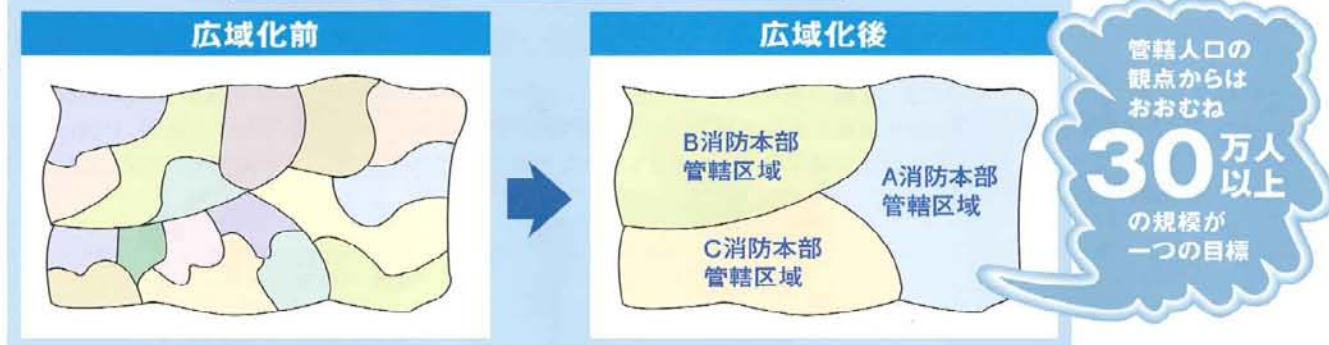 広域化前
広域化後
B消防本部
管轄区域
A消防本部
管轄区域
C消防本部
管轄区域
管轄人口の
観点からは
おおむね
30万人
以上
の規模が
一つの目標